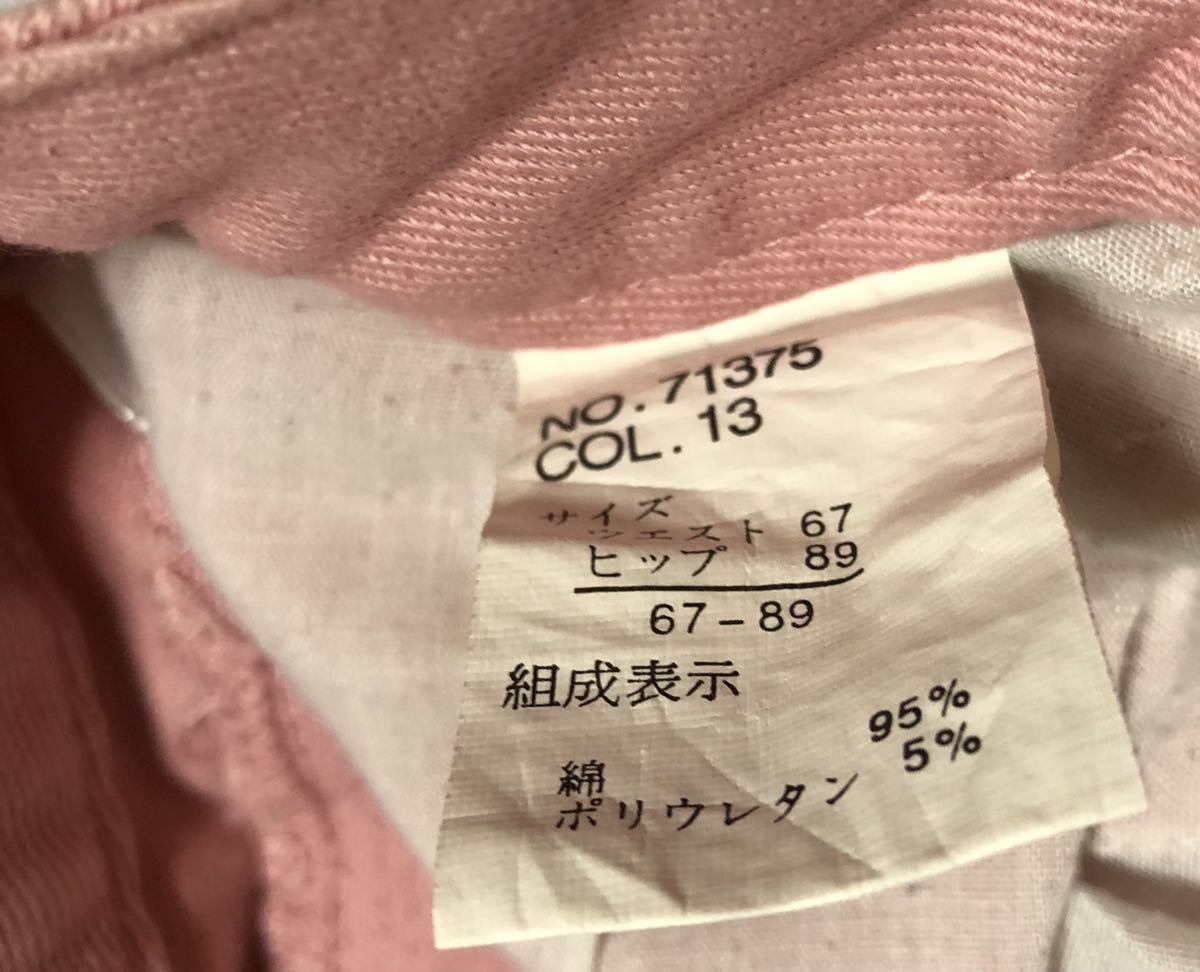 NO.71375
COL.13
サイズ
ウエスト 67
ヒップ 89
67-89
組成表示
綿 95%
ポリウレタン 5%